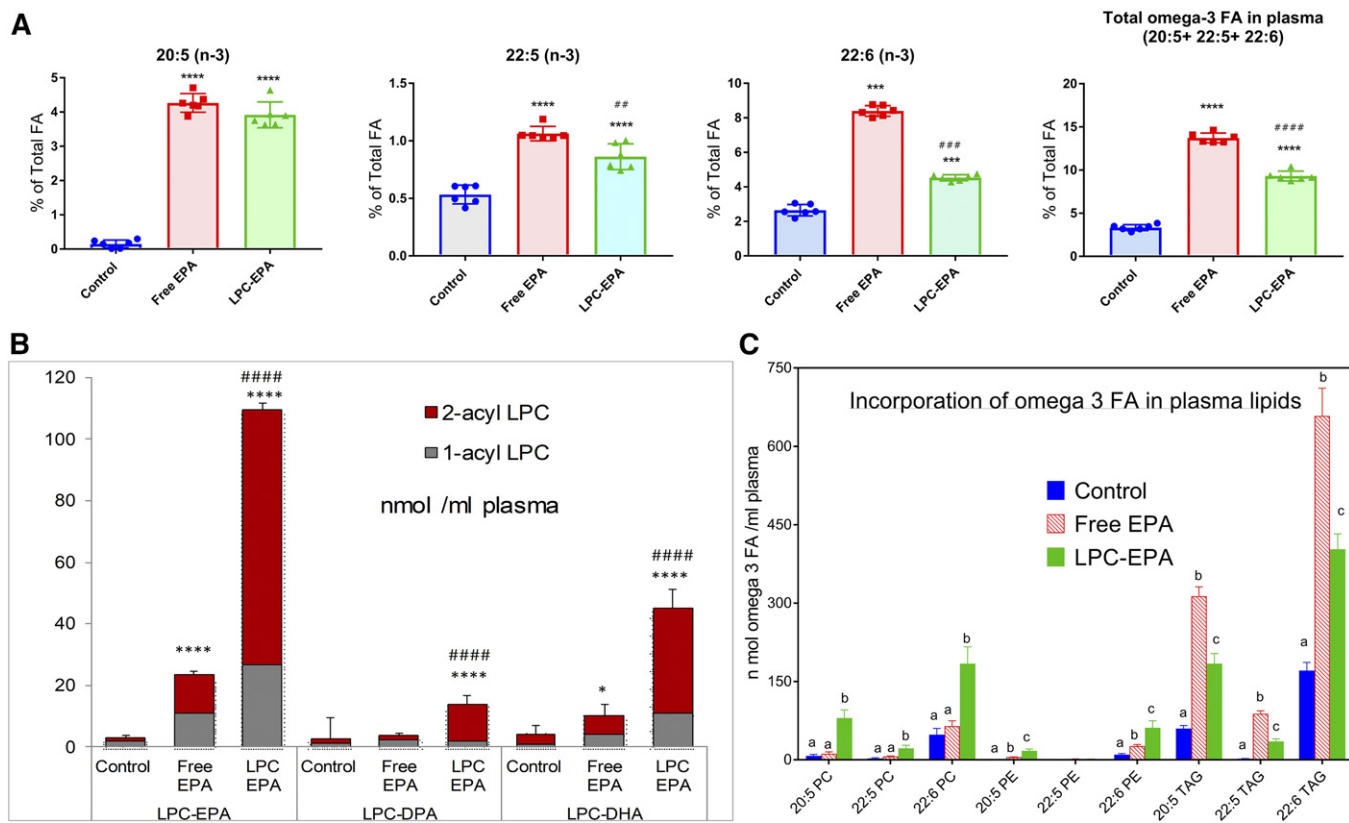 A
20:5 (n-3)
% of Total FA
5
4
3
2
1
0
****
****
Control
Free EPA
LPC-EPA
22:5 (n-3)
% of Total FA
1.5
1.0
0.5
0.0
****
##
****
Control
Free EPA
LPC-EPA
22:6 (n-3)
% of Total FA
10
8
6
4
2
0
***
###
***
Control
Free EPA
LPC-EPA
Total omega-3 FA in plasma
(20:5+ 22:5+ 22:6)
% of Total FA
20
15
10
5
0
****
####
****
Control
Free EPA
LPC-EPA
B
120
100
80
60
40
20
0
2-acyl LPC
1-acyl LPC
nmol /ml plasma
****
####
****
####
****
*
####
****
Control
Free
EPA
LPC
EPA
Control
Free
EPA
LPC
EPA
Control
Free
EPA
LPC
EPA
LPC-EPA
LPC-DPA
LPC-DHA
C
Incorporation of omega 3 FA in plasma lipids
n mol omega 3 FA /ml plasma
750
600
450
300
150
0
Control
Free EPA
LPC-EPA
a a b
a a b
a a b
a b c
a b c
a b c
a b c
a b c
20:5 PC
22:5 PC
22:6 PC
20:5 PE
22:5 PE
22:6 PE
20:5 TAG
22:5 TAG
22:6 TAG